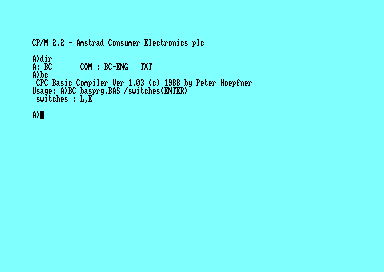 CP/M 2.2 - Amstrad Consumer Electronics plc
A>dir
A: BC       COM : BC-ENG   TXT
A>bc
 CPC Basic Compiler Ver 1.03 (c) 1988 by Peter Hoepfner
Usage: A>BC basprg.BAS /switches(ENTER)
 switches : L,E
A>